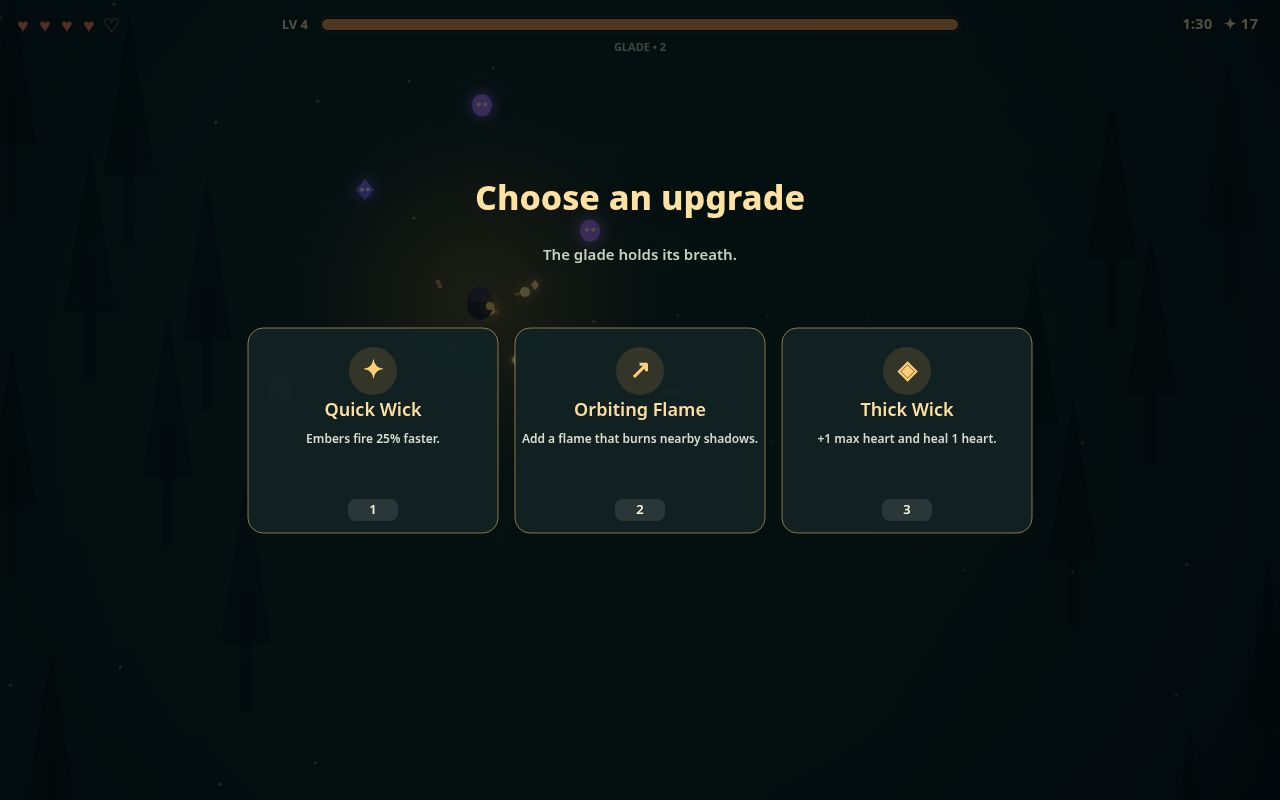 LV 4
1:30 ✦ 17
GLADE • 2
Choose an upgrade
The glade holds its breath.
Quick Wick
Embers fire 25% faster.
1
Orbiting Flame
Add a flame that burns nearby shadows.
2
Thick Wick
+1 max heart and heal 1 heart.
3